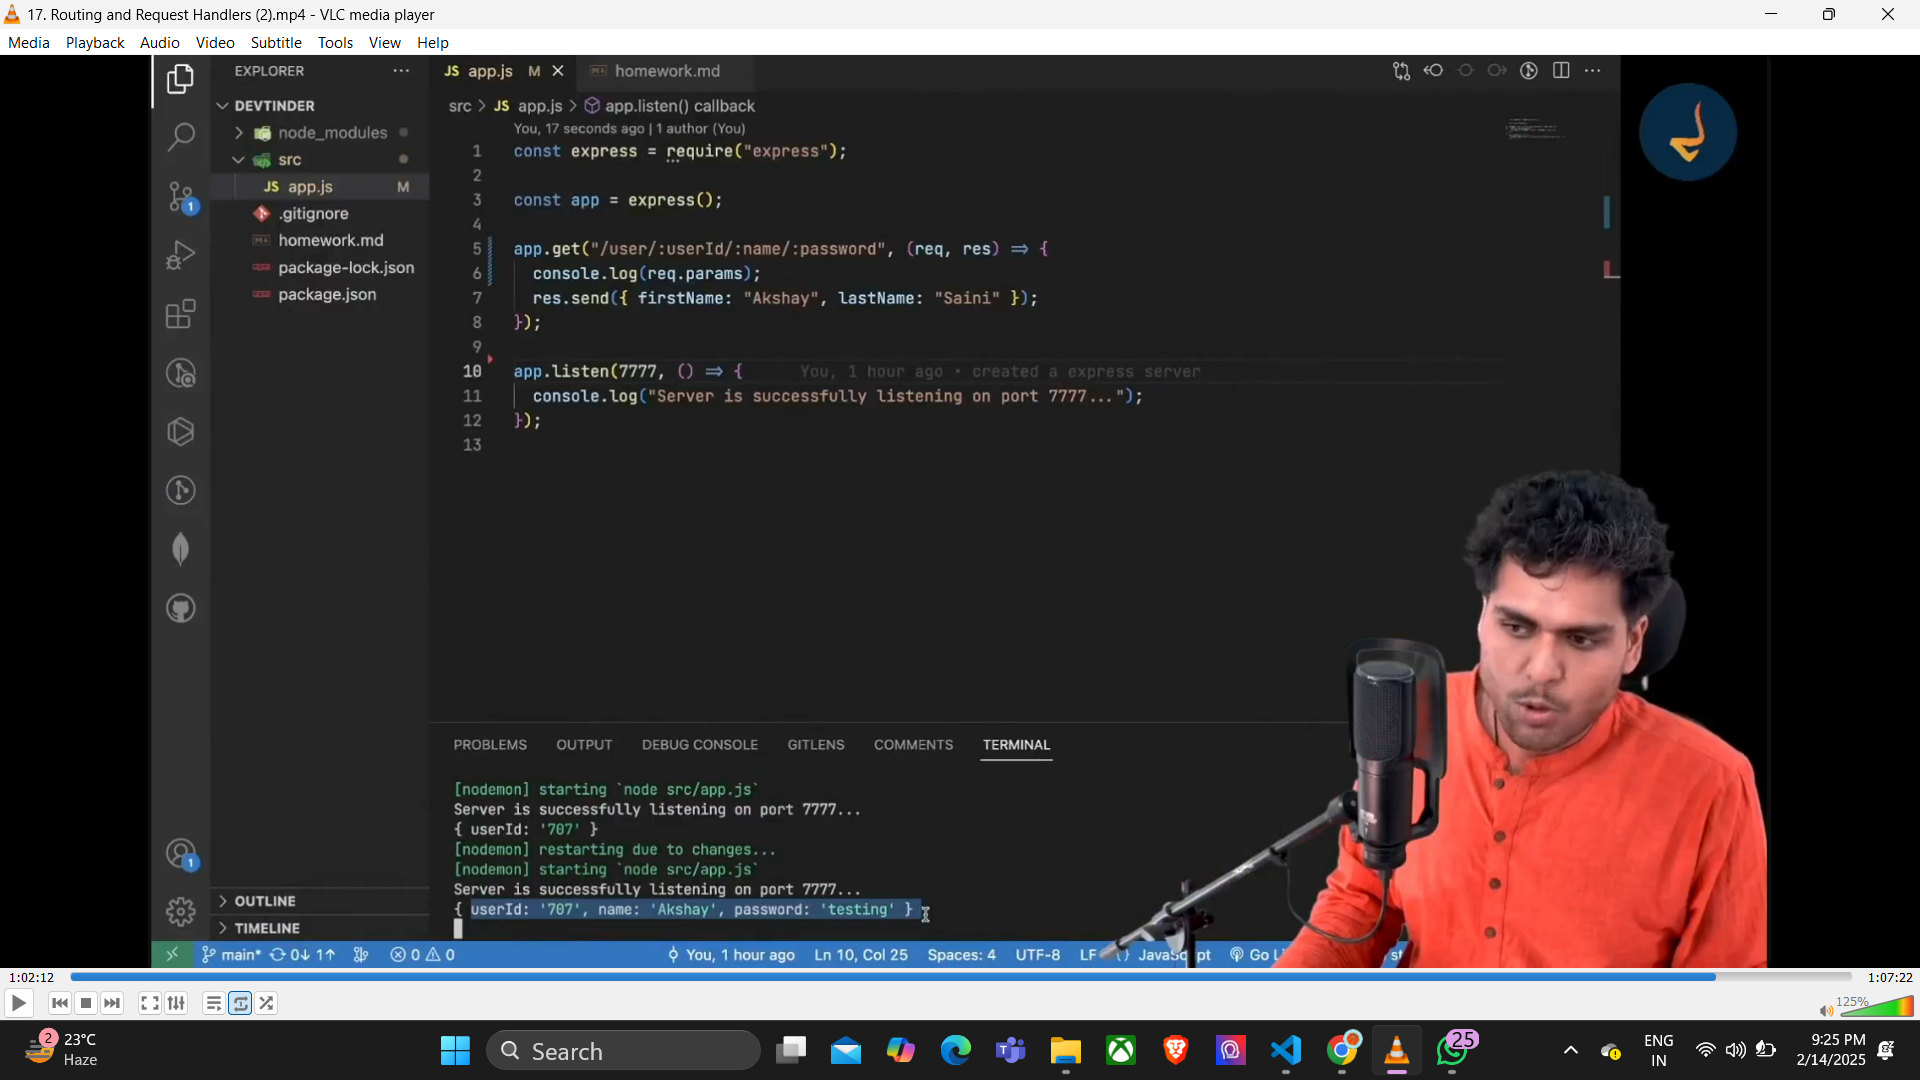 17. Routing and Request Handlers (2).mp4 - VLC media player
Media Playback Audio Video Subtitle Tools View Help
EXPLORER
JS app.js M
homework.md
DEVTINDER
node_modules
src
JS app.js M
.gitignore
homework.md
package-lock.json
package.json
OUTLINE
TIMELINE
src > JS app.js > app.listen() callback
You, 17 seconds ago | 1 author (You)
1 const express = require("express");
2
3 const app = express();
4
5 app.get("/user/:userId/:name/:password", (req, res) => {
6 console.log(req.params);
7 res.send({ firstName: "Akshay", lastName: "Saini" });
8 });
9
10 app.listen(7777, () => { You, 1 hour ago • created a express server
11 console.log("Server is successfully listening on port 7777...");
12 });
13
PROBLEMS OUTPUT DEBUG CONSOLE GITLENS COMMENTS TERMINAL
[nodemon] starting `node src/app.js`
Server is successfully listening on port 7777...
{ userId: '707' }
[nodemon] restarting due to changes...
[nodemon] starting `node src/app.js`
Server is successfully listening on port 7777...
{ userId: '707', name: 'Akshay', password: 'testing' }
1
1
main* 0↓ 1↑ 0 0 You, 1 hour ago Ln 10, Col 25 Spaces: 4 UTF-8 LF JavaScript Go
1:02:12 1:07:22
125%
2 23°C
Haze
Search
25
ENG
IN
9:25 PM
2/14/2025